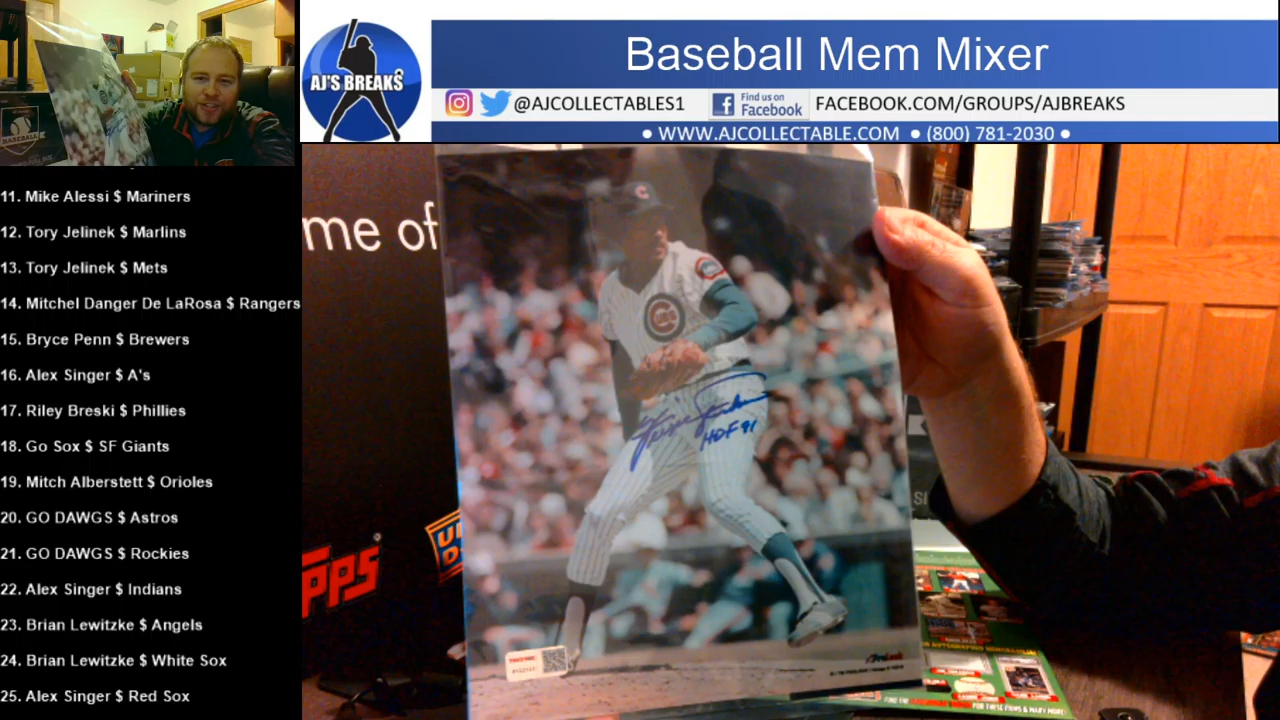 Baseball Mem Mixer
AJ'S BREAKS
@AJCOLLECTABLES1
Find us on
Facebook
FACEBOOK.COM/GROUPS/AJBREAKS
• WWW.AJCOLLECTABLE.COM • (800) 781-2030 •
BASEBALL
11. Mike Alessi $ Mariners
12. Tory Jelinek $ Marlins
13. Tory Jelinek $ Mets
14. Mitchel Danger De LaRosa $ Rangers
15. Bryce Penn $ Brewers
16. Alex Singer $ A's
17. Riley Breski $ Phillies
18. Go Sox $ SF Giants
19. Mitch Alberstett $ Orioles
20. GO DAWGS $ Astros
21. GO DAWGS $ Rockies
22. Alex Singer $ Indians
23. Brian Lewitzke $ Angels
24. Brian Lewitzke $ White Sox
25. Alex Singer $ Red Sox
me of
C
CUBS
HOF 91